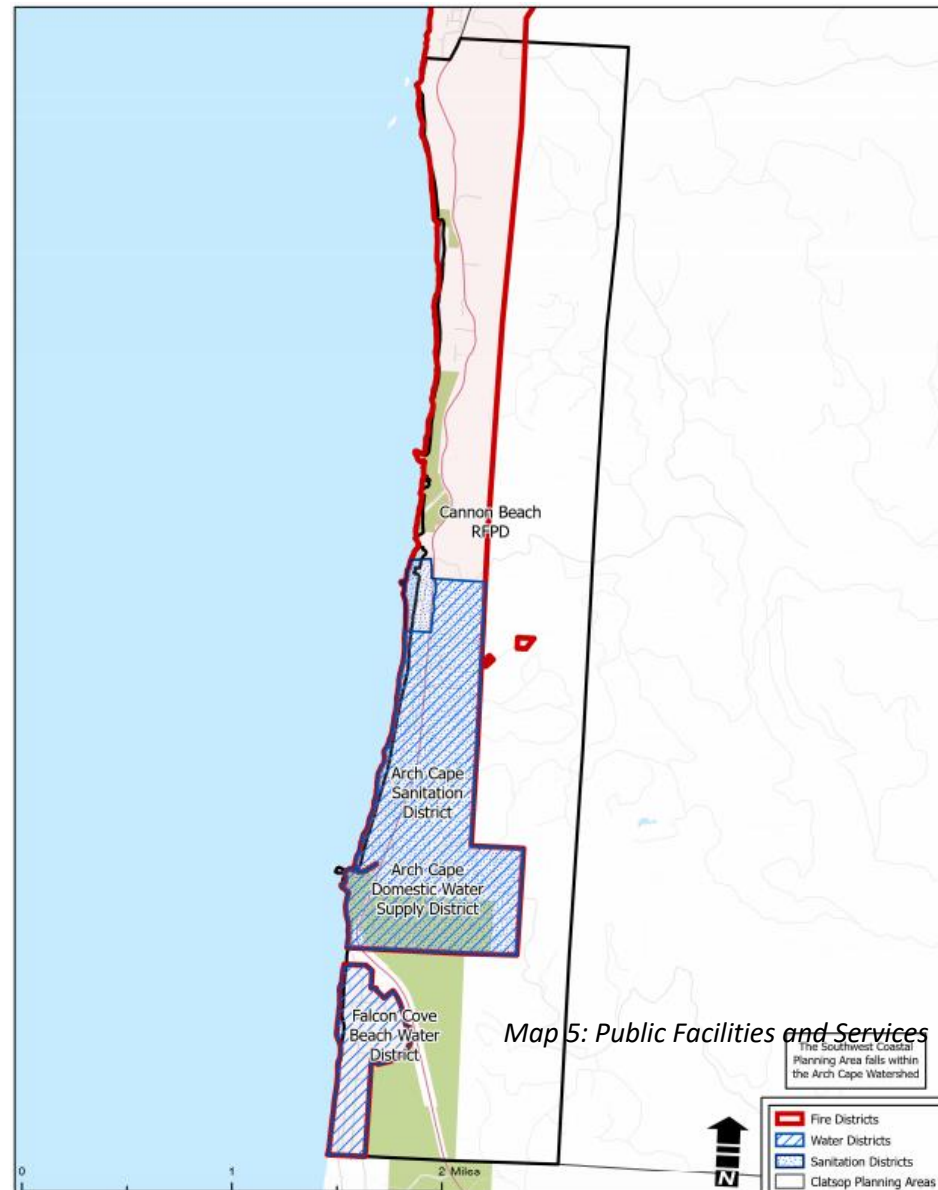 Cannon Beach
RFPD
Arch Cape
Sanitation
District
Arch Cape
Domestic Water
Supply District
Falcon Cove
Beach Water
District
Map 5: Public Facilities and Services
The Southwest Coastal
Planning Area falls within
the Arch Cape Watershed
Fire Districts
Water Districts
Sanitation Districts
Clatsop Planning Areas
N
0 1 2 Miles